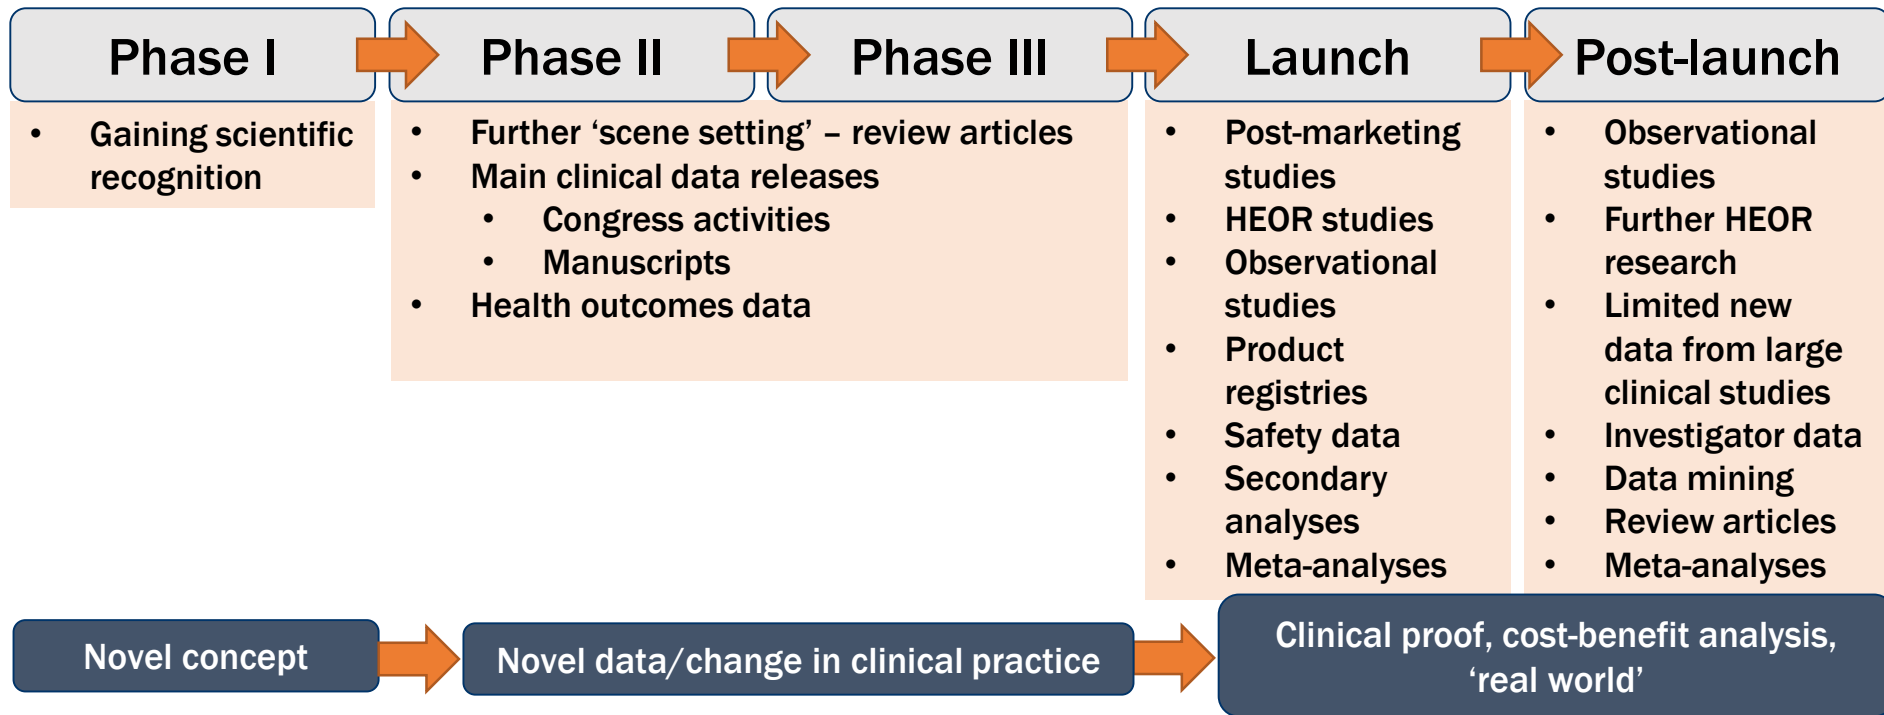 Phase I
Phase II
Phase III
Launch
Post-launch
• Gaining scientific
recognition
• Further ‘scene setting’ – review articles
• Main clinical data releases
• Congress activities
• Manuscripts
• Health outcomes data
• Post-marketing
studies
• HEOR studies
• Observational
studies
• Product
registries
• Safety data
• Secondary
analyses
• Meta-analyses
• Observational
studies
• Further HEOR
research
• Limited new
data from large
clinical studies
• Investigator data
• Data mining
• Review articles
• Meta-analyses
Novel concept
Novel data/change in clinical practice
Clinical proof, cost-benefit analysis,
‘real world’